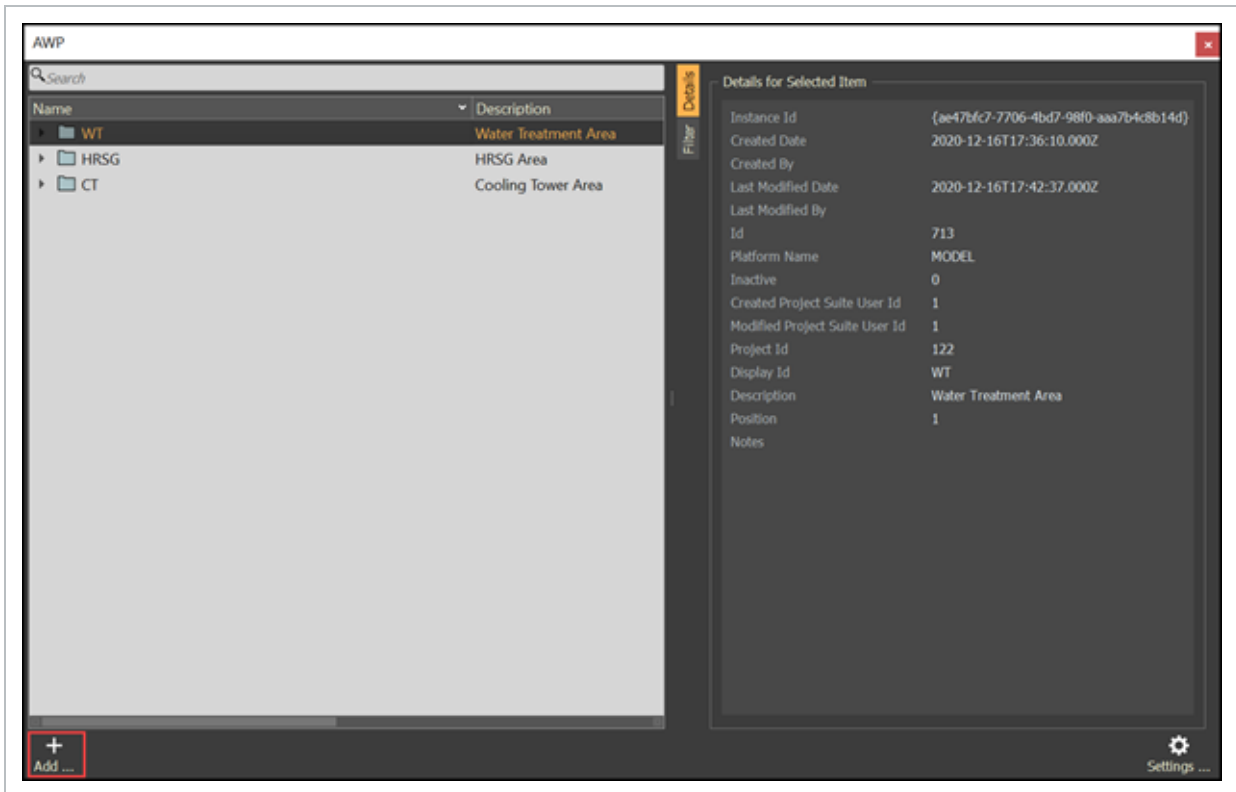 AWP
Search
Details
Filter
Name Description
WT Water Treatment Area
HRSG HRSG Area
CT Cooling Tower Area
Details for Selected Item
Instance Id {ae47bfc7-7706-4bd7-98f0-aaa7b4c8b14d}
Created Date 2020-12-16T17:36:10.000Z
Created By
Last Modified Date 2020-12-16T17:42:37.000Z
Last Modified By
Id 713
Platform Name MODEL
Inactive 0
Created Project Suite User Id 1
Modified Project Suite User Id 1
Project Id 122
Display Id WT
Description Water Treatment Area
Position 1
Notes
Add ...
Settings ...